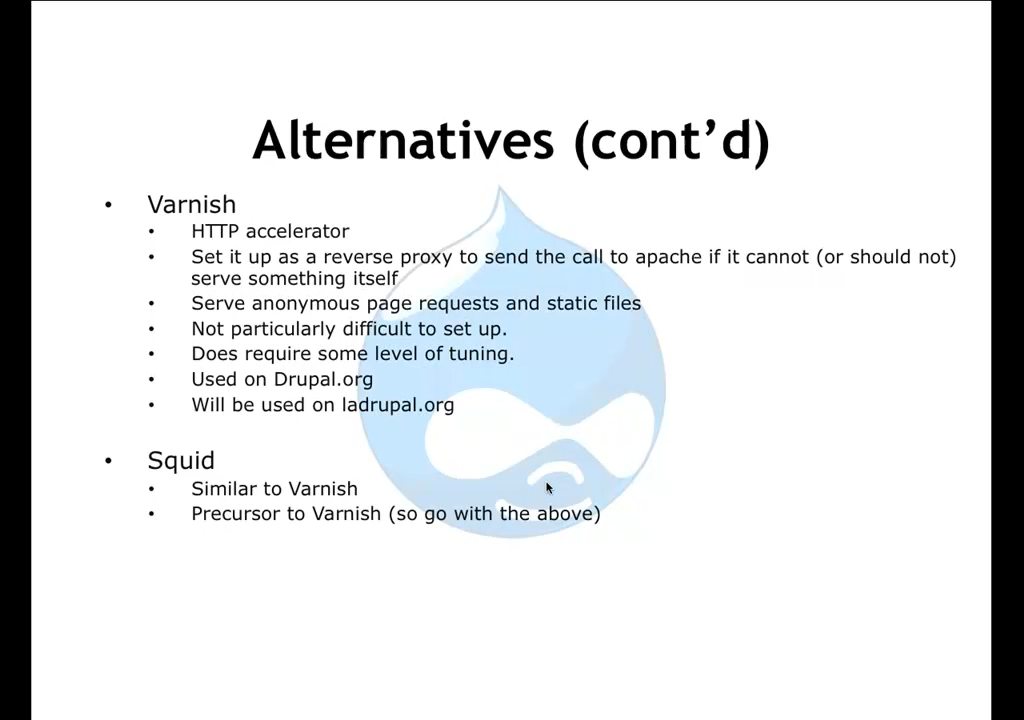 Alternatives (cont’d)
• Varnish
• HTTP accelerator
• Set it up as a reverse proxy to send the call to apache if it cannot (or should not)
serve something itself
• Serve anonymous page requests and static files
• Not particularly difficult to set up.
• Does require some level of tuning.
• Used on Drupal.org
• Will be used on ladrupal.org
• Squid
• Similar to Varnish
• Precursor to Varnish (so go with the above)